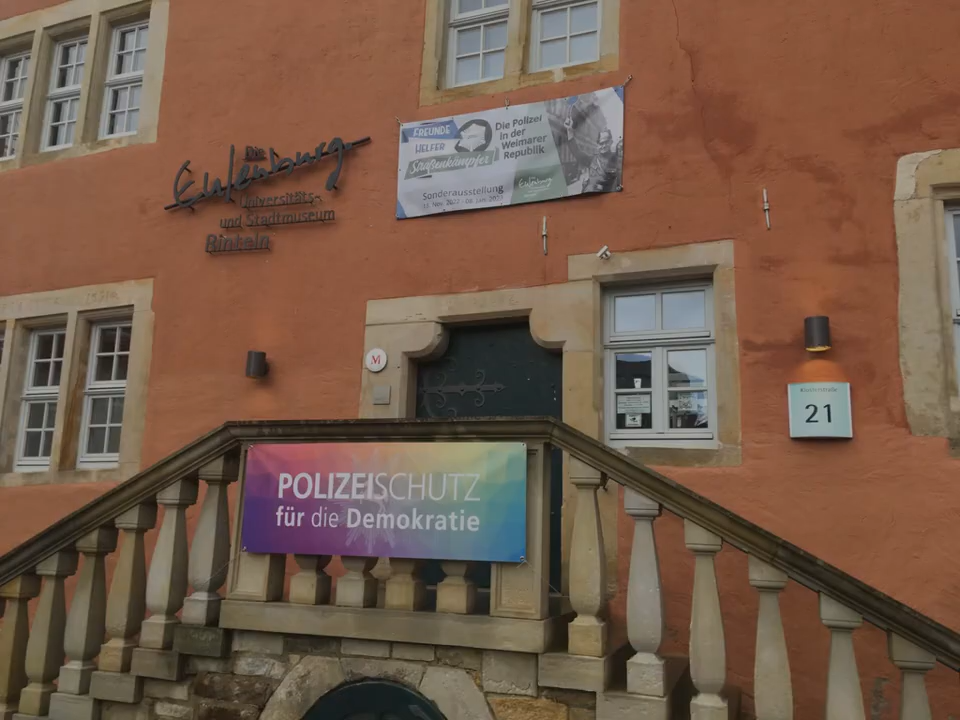 Die
Eulenburg
Universitäts-
und Stadtmuseum
Rinteln
FREUNDE
HELFER
Straßenkämpfer
Die Polizei
in der
Weimarer
Republik
Sonderausstellung
Eulenburg
M
21
POLIZEISCHUTZ
für die Demokratie